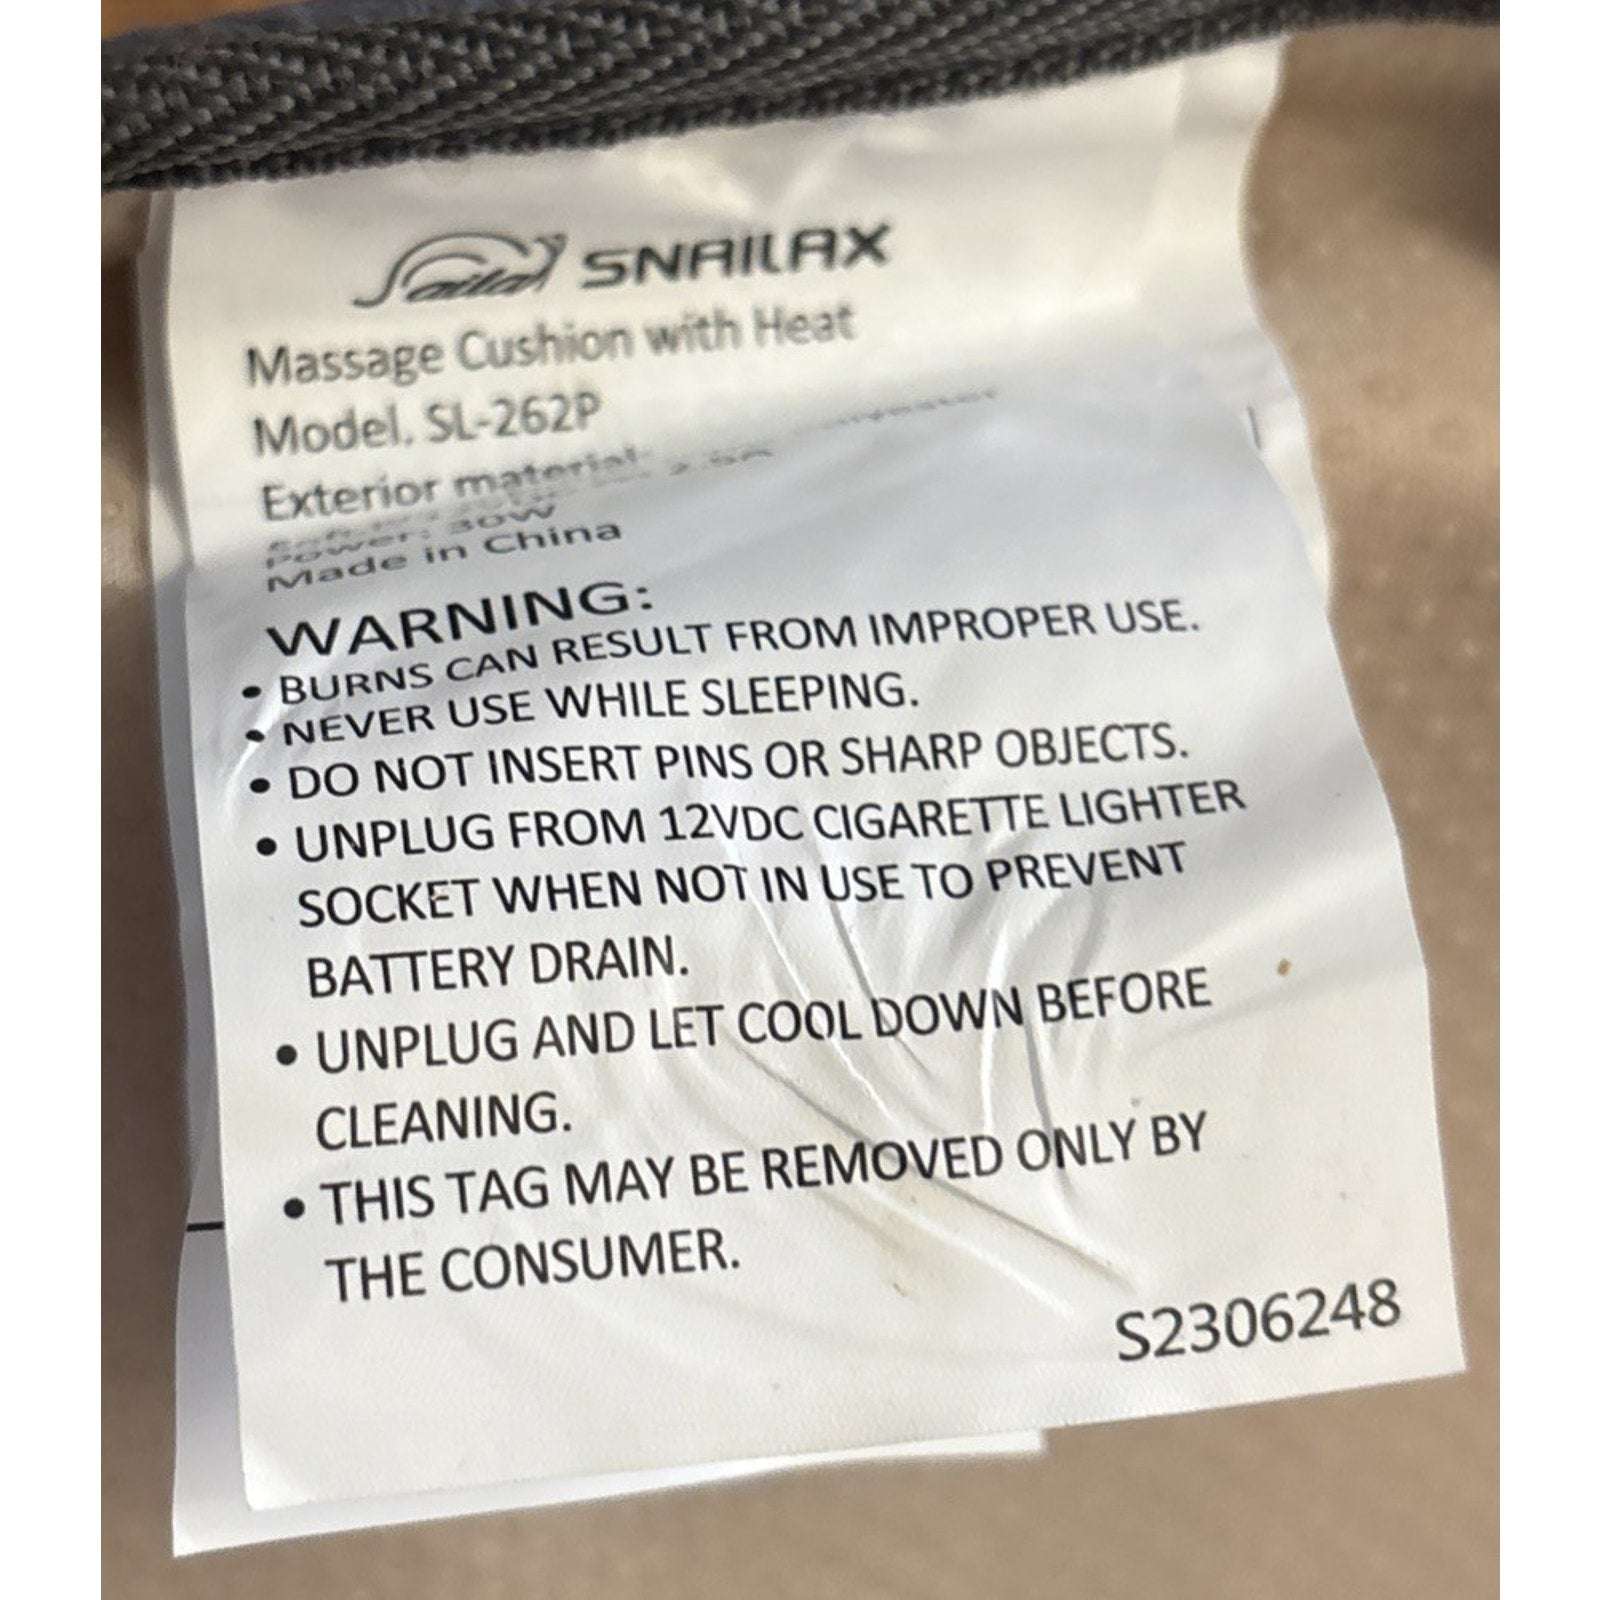 SNAILAX
Massage Cushion with Heat
Model. SL-262P
Exterior material:
Power: 30W
Made in China
WARNING:
• BURNS CAN RESULT FROM IMPROPER USE.
• NEVER USE WHILE SLEEPING.
• DO NOT INSERT PINS OR SHARP OBJECTS.
• UNPLUG FROM 12VDC CIGARETTE LIGHTER
SOCKET WHEN NOT IN USE TO PREVENT
BATTERY DRAIN.
• UNPLUG AND LET COOL DOWN BEFORE
CLEANING.
• THIS TAG MAY BE REMOVED ONLY BY
THE CONSUMER.
S2306248